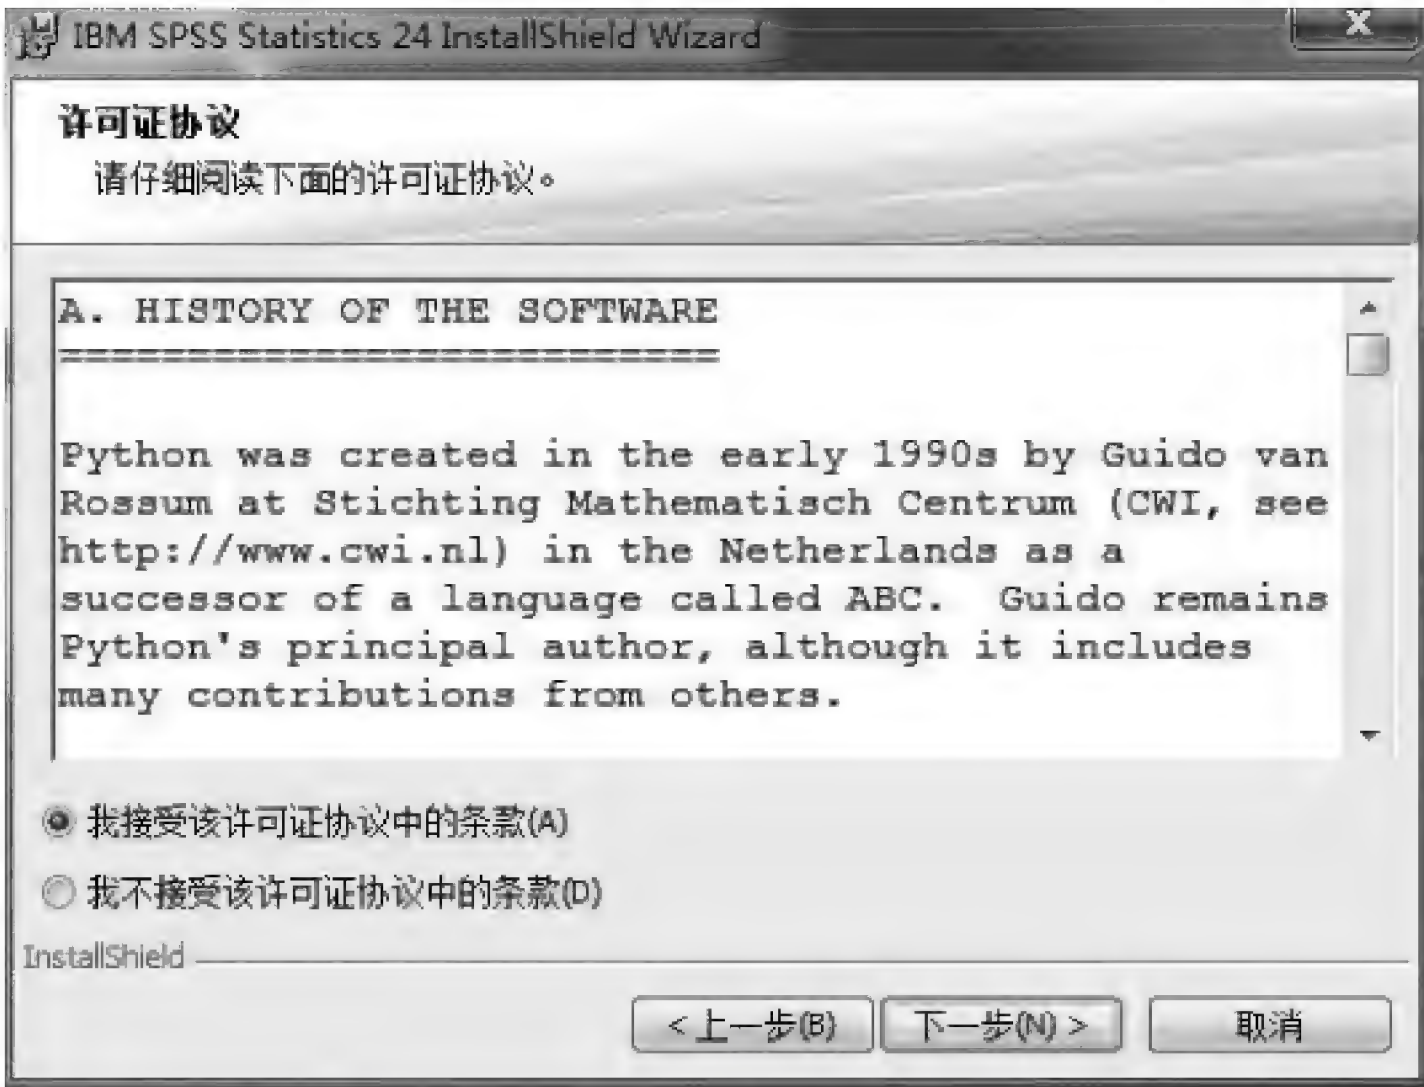 IBM SPSS Statistics 24 InstallShield Wizard
许可证协议
请仔细阅读下面的许可证协议。
A. HISTORY OF THE SOFTWARE
==========================
Python was created in the early 1990s by Guido van
Rossum at Stichting Mathematisch Centrum (CWI, see
http://www.cwi.nl) in the Netherlands as a
successor of a language called ABC.  Guido remains
Python's principal author, although it includes
many contributions from others.
我接受该许可证协议中的条款(A)
我不接受该许可证协议中的条款(D)
InstallShield
< 上一步(B) 下一步(N) > 取消